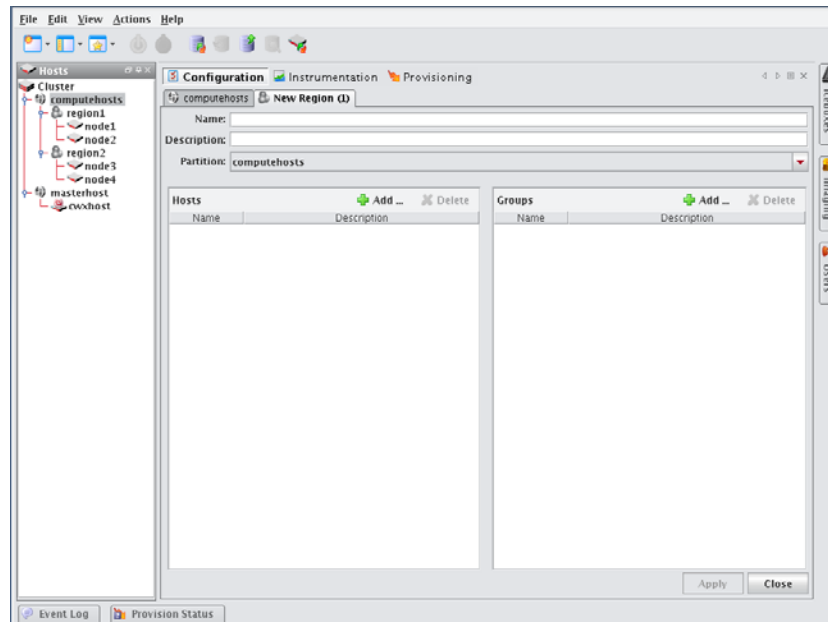 File Edit View Actions Help
Hosts
Cluster
computehosts
region1
node1
node2
region2
node3
node4
masterhost
cwxhost
Configuration Instrumentation Provisioning
computehosts New Region (1)
Name:
Description:
Partition: computehosts
Hosts Add ... Delete
Name Description
Groups Add ... Delete
Name Description
Apply Close
Imaging
Users
Event Log Provision Status